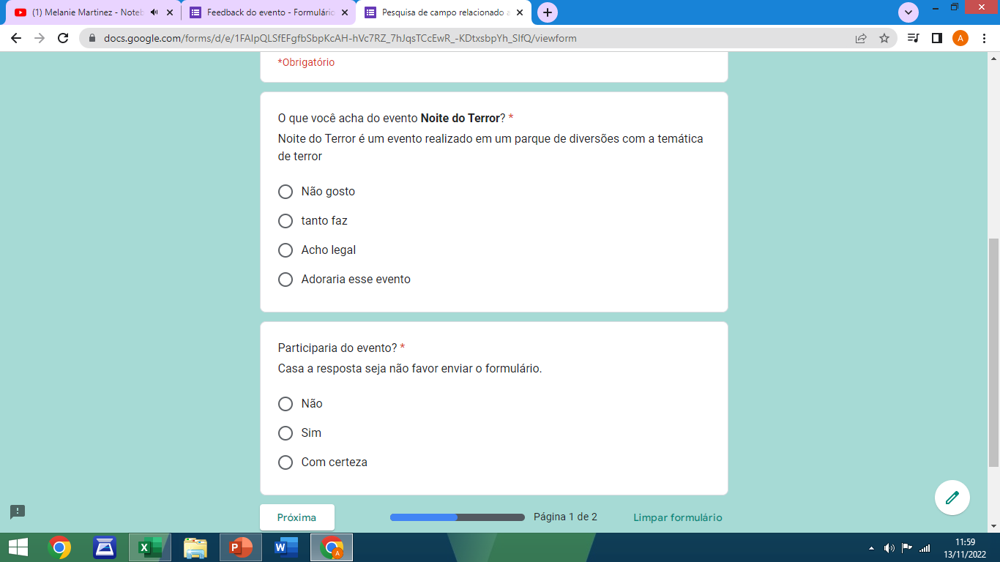 (1) Melanie Martinez - Noteb
Feedback do evento - Formulário
Pesquisa de campo relacionado a
docs.google.com/forms/d/e/1FAIpQLSfEFgfbSbpKcAH-hVc7RZ_7hJqsTCcEwR_-KDtxsbpYh_SIfQ/viewform
A
*Obrigatório
O que você acha do evento Noite do Terror? *
Noite do Terror é um evento realizado em um parque de diversões com a temática
de terror
Não gosto
tanto faz
Acho legal
Adoraria esse evento
Participaria do evento? *
Casa a resposta seja não favor enviar o formulário.
Não
Sim
Com certeza
Próxima
Página 1 de 2
Limpar formulário
X
P
W
A
11:59
13/11/2022